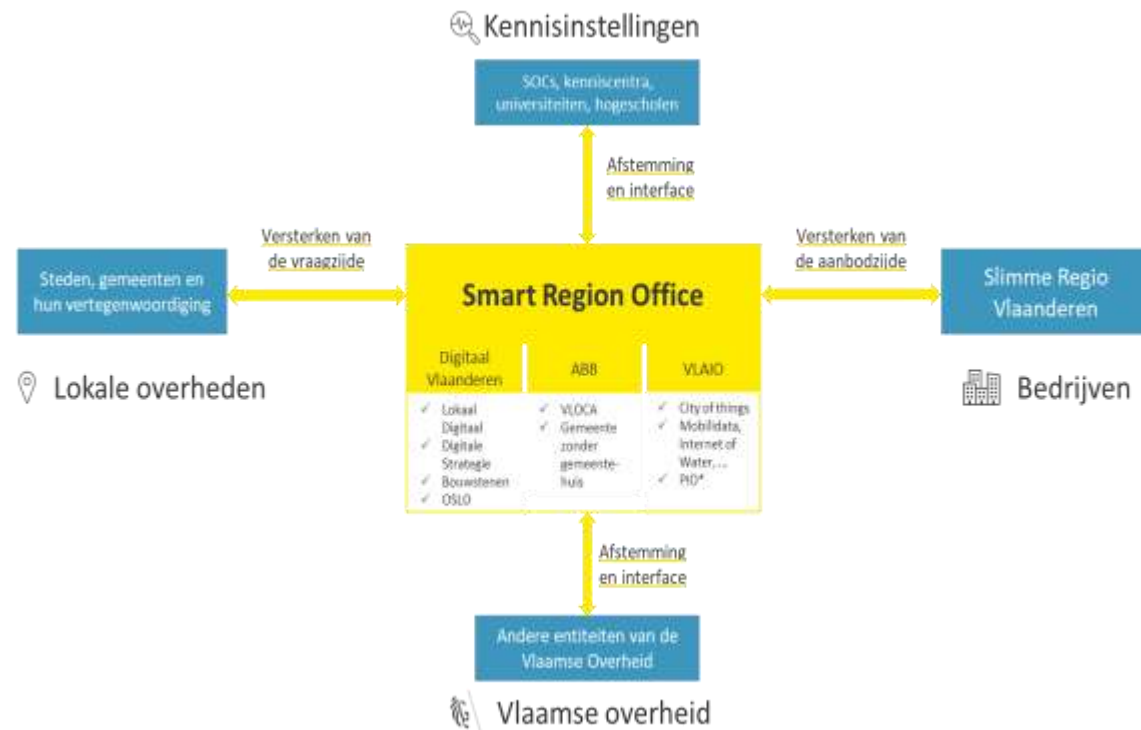 Kennisinstellingen
SOCs, kenniscentra,
universiteiten, hogescholen
Afstemming
en interface
Versterken van
de vraagzijde
Versterken van
de aanbodzijde
Steden, gemeenten en
hun vertegenwoordiging
Smart Region Office
Slimme Regio
Vlaanderen
Lokale overheden
Bedrijven
Digitaal
Vlaanderen
✓ Lokaal
Digitaal
✓ Digitale
Strategie
✓ Bouwstenen
✓ OSLO
ABB
✓ VLOCA
✓ Gemeente
zonder
gemeente-
huis
VLAIO
✓ City of things
✓ Mobilidata,
Internet of
Water, ...
✓ PIO*
Afstemming
en interface
Andere entiteiten van de
Vlaamse Overheid
Vlaamse overheid